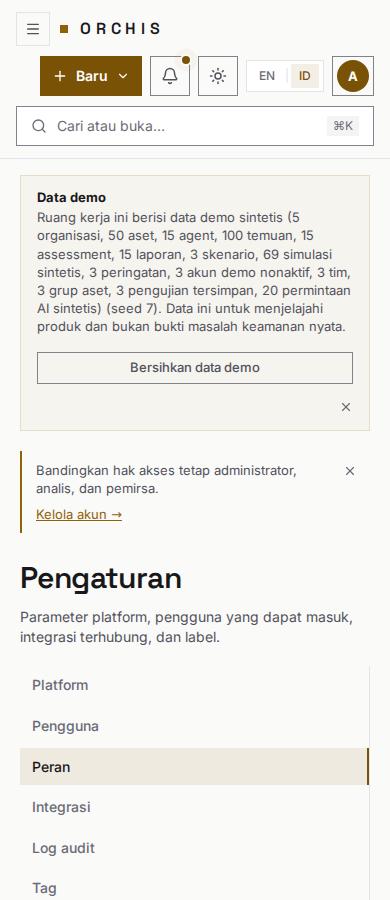 ORCHIS
Baru
EN
ID
A
Cari atau buka...
⌘K
Data demo
Ruang kerja ini berisi data demo sintetis (5
organisasi, 50 aset, 15 agent, 100 temuan, 15
assessment, 15 laporan, 3 skenario, 69 simulasi
sintetis, 3 peringatan, 3 akun demo nonaktif, 3 tim,
3 grup aset, 3 pengujian tersimpan, 20 permintaan
AI sintetis) (seed 7). Data ini untuk menjelajahi
produk dan bukan bukti masalah keamanan nyata.
Bersihkan data demo
Bandingkan hak akses tetap administrator,
analis, dan pemirsa.
Kelola akun →
Pengaturan
Parameter platform, pengguna yang dapat masuk,
integrasi terhubung, dan label.
Platform
Pengguna
Peran
Integrasi
Log audit
Tag